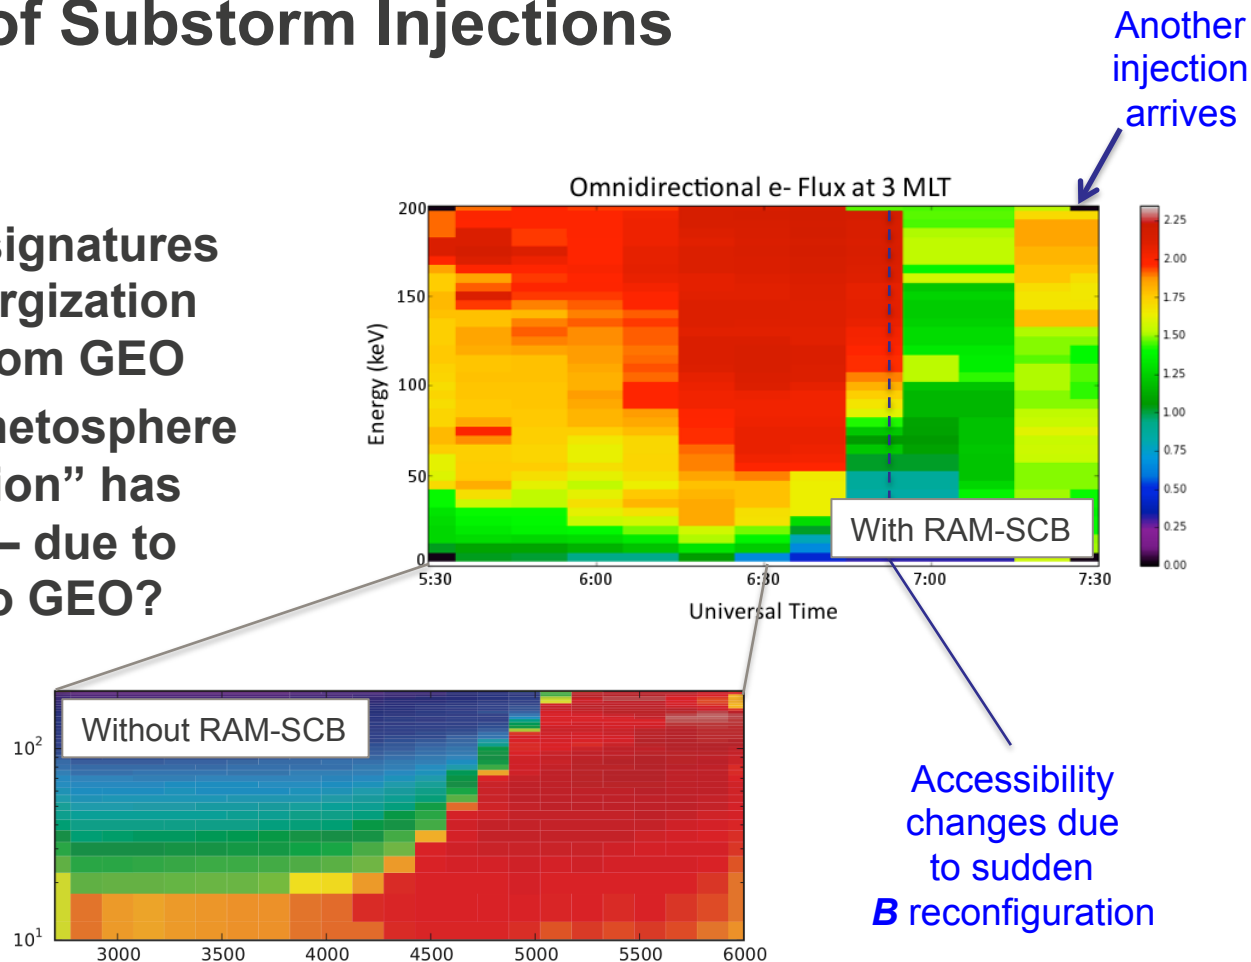 of Substorm Injections
Another
injection
arrives
signatures
rgization
om GEO
netosphere
ion” has
– due to
o GEO?
Omnidirectional e- Flux at 3 MLT
Energy (keV)
200
150
100
50
0
5:30
6:00
6:30
7:00
7:30
Universal Time
With RAM-SCB
2.25
2.00
1.75
1.50
1.25
1.00
0.75
0.50
0.25
0.00
Without RAM-SCB
10²
10¹
3000
3500
4000
4500
5000
5500
6000
Accessibility
changes due
to sudden
B reconfiguration